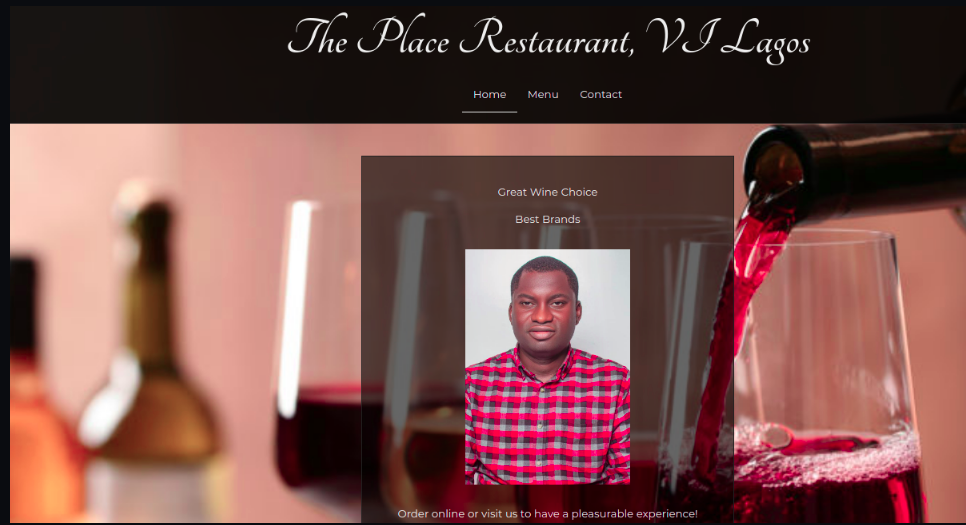 The Place Restaurant, VI Lagos
Home Menu Contact
Great Wine Choice
Best Brands
Order online or visit us to have a pleasurable experience!